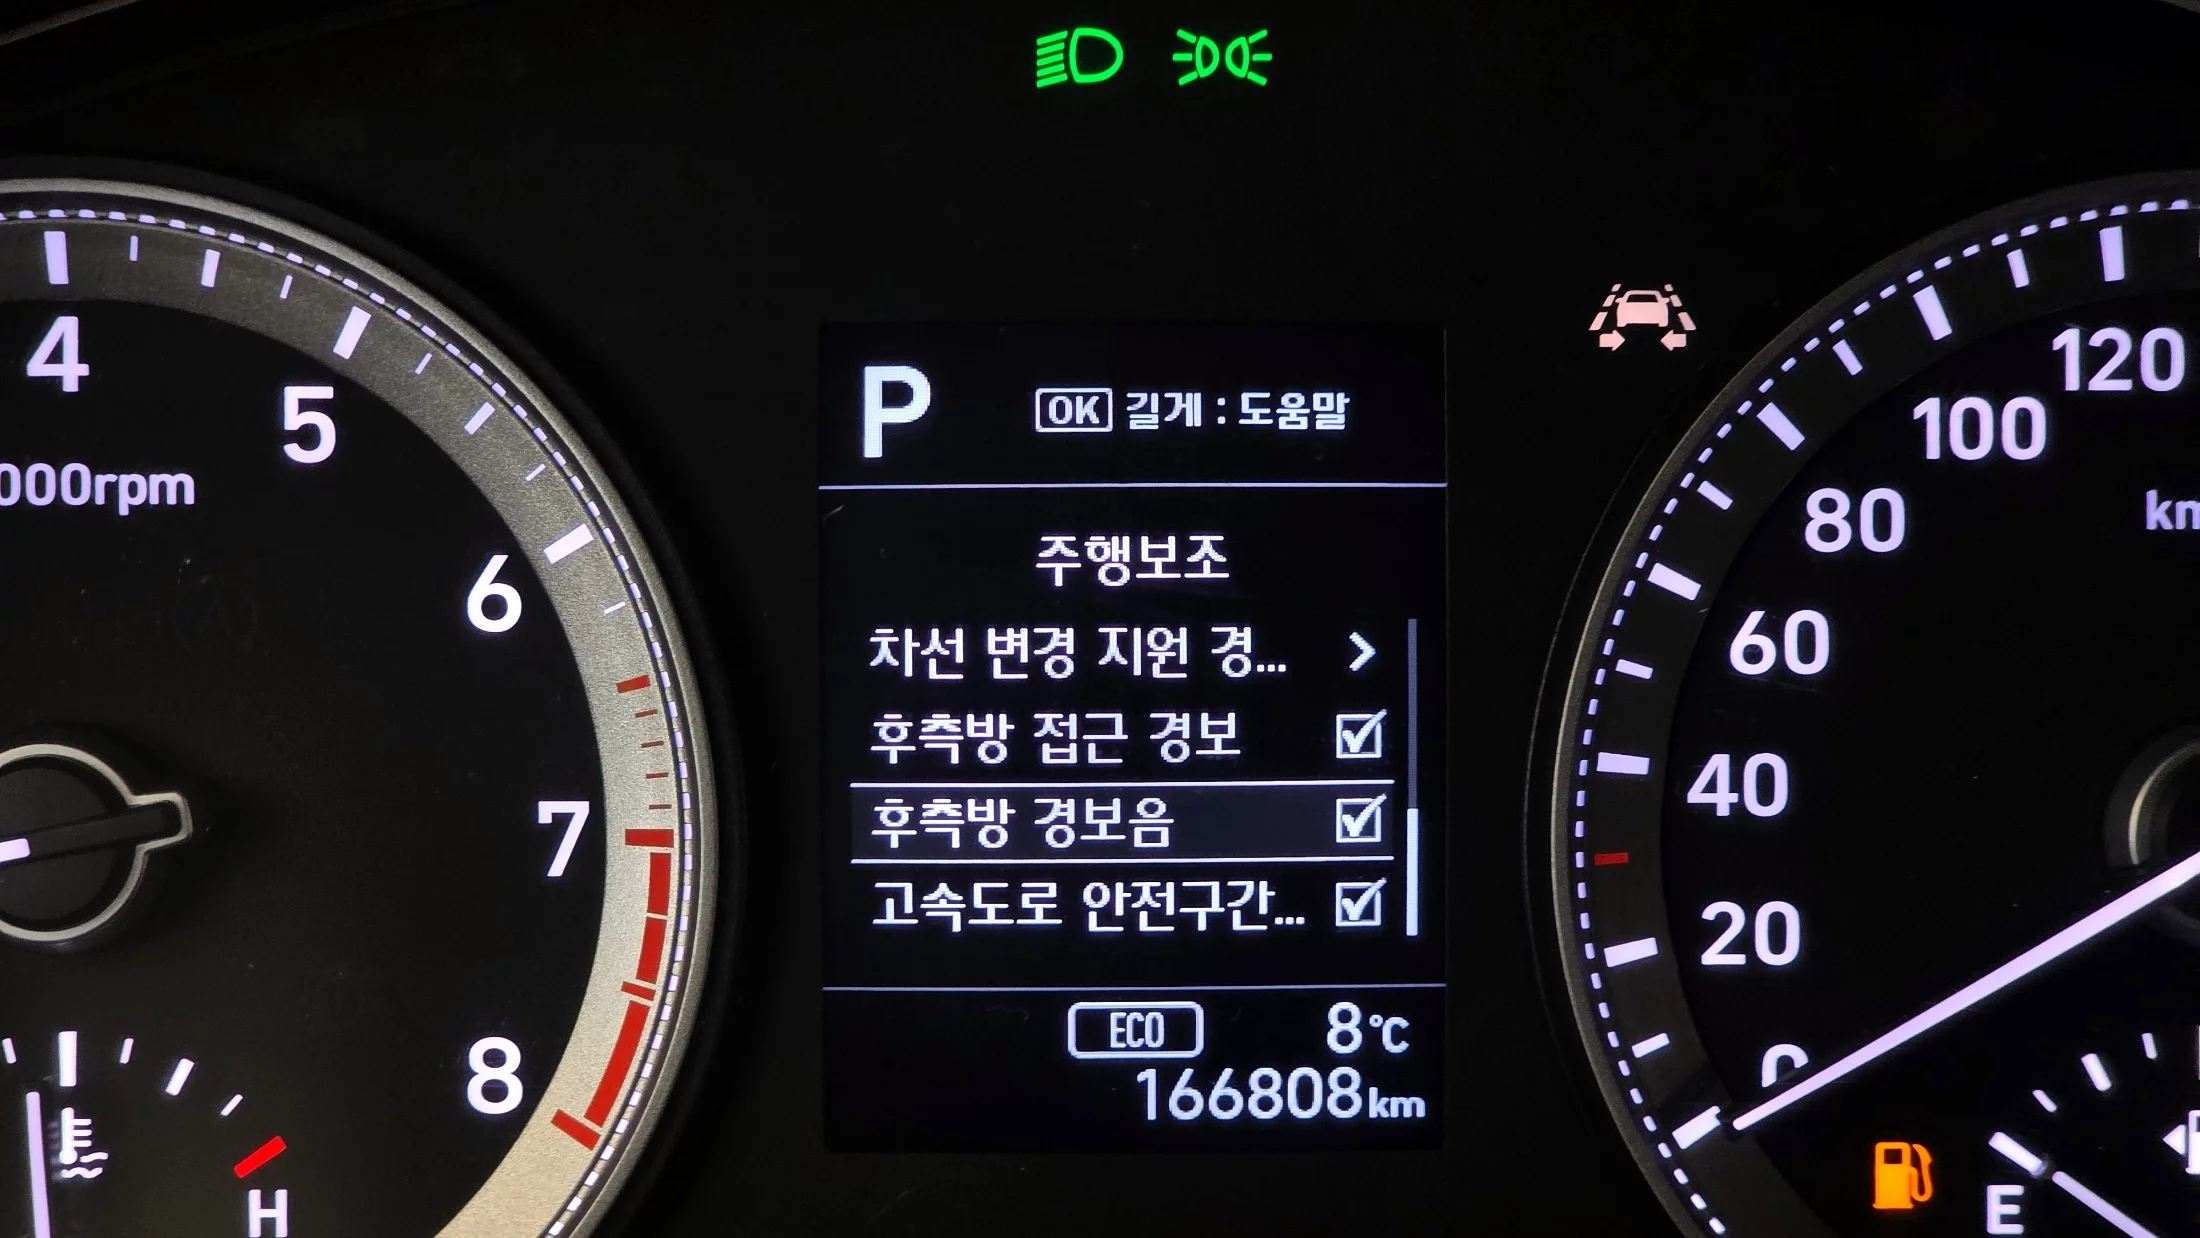 4
5
000rpm
6
7
8
H
P
OK 길게 : 도움말
주행보조
차선 변경 지원 경...
후측방 접근 경보
후측방 경보음
고속도로 안전구간...
ECO 8℃
166808km
120
100
80
km
60
40
20
0
E